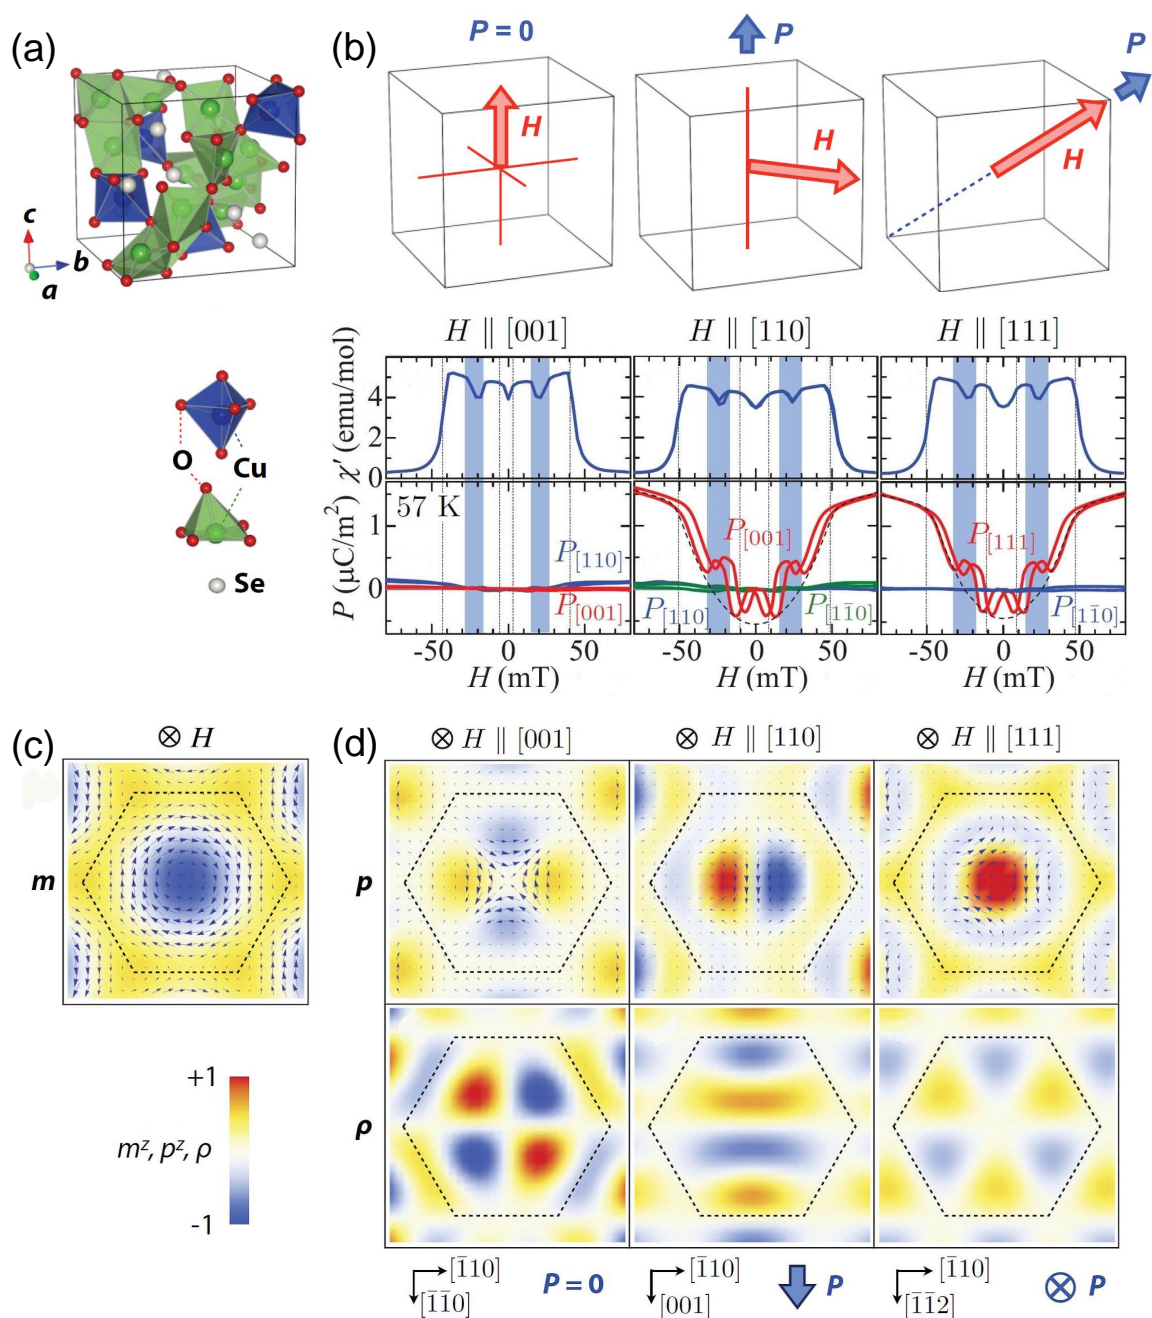 (a)
c
b
a
O
Cu
Se
(b)
P = 0
P
P
H
H
H
H ∥ [001]
H ∥ [110]
H ∥ [111]
χ′ (emu/mol)
4
2
0
57 K
P (μC/m²)
1
0
P[110]
P[001]
P[001]
P[110]
P[11̄0]
P[111]
P[11̄0]
-50 0 50
-50 0 50
-50 0 50
H (mT)
H (mT)
H (mT)
(c)
⊗ H
m
+1
mᶻ, pᶻ, ρ
-1
(d)
⊗ H ∥ [001]
⊗ H ∥ [110]
⊗ H ∥ [111]
p
ρ
[1̄10]
[1̄1̄0]
P = 0
[1̄10]
[001]
P
[1̄10]
[1̄1̄2]
⊗ P